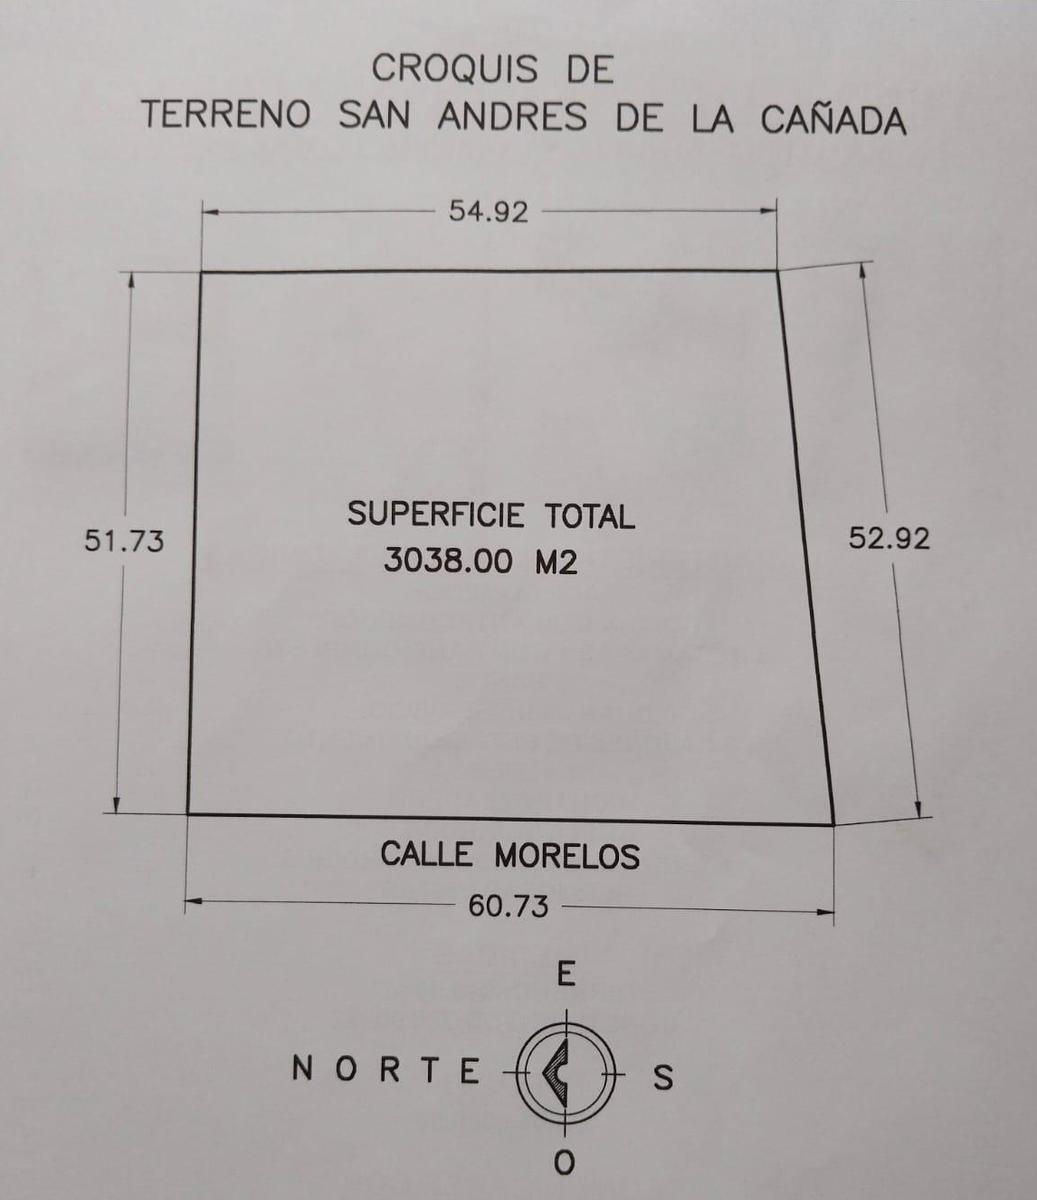 CROQUIS DE
TERRENO SAN ANDRES DE LA CAÑADA
54.92
51.73
52.92
SUPERFICIE TOTAL
3038.00 M2
CALLE MORELOS
60.73
E
NORTE
S
O